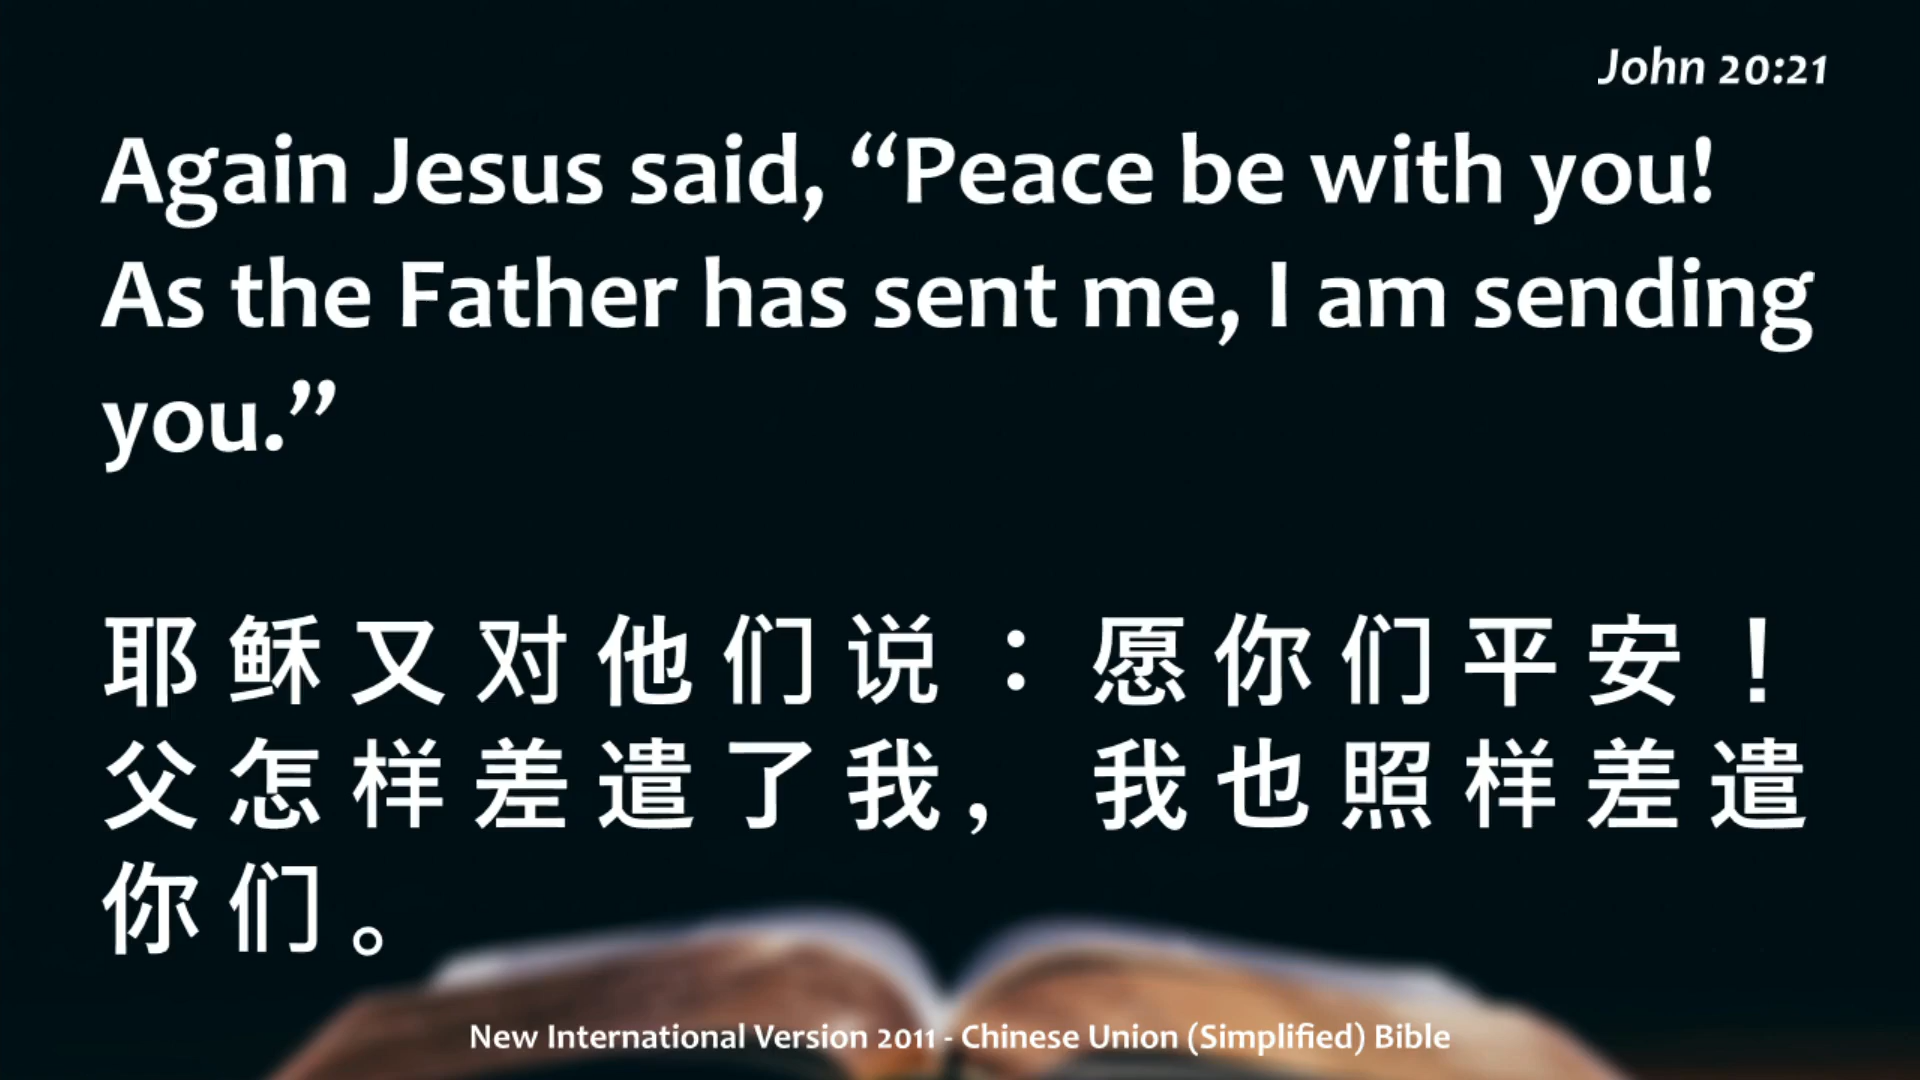 John 20:21
Again Jesus said, “Peace be with you!
As the Father has sent me, I am sending
you.”
耶 稣 又 对 他 们 说 ： 愿 你 们 平 安 ！
父 怎 样 差 遣 了 我 ， 我 也 照 样 差 遣
你 们 。
New International Version 2011 - Chinese Union (Simplified) Bible